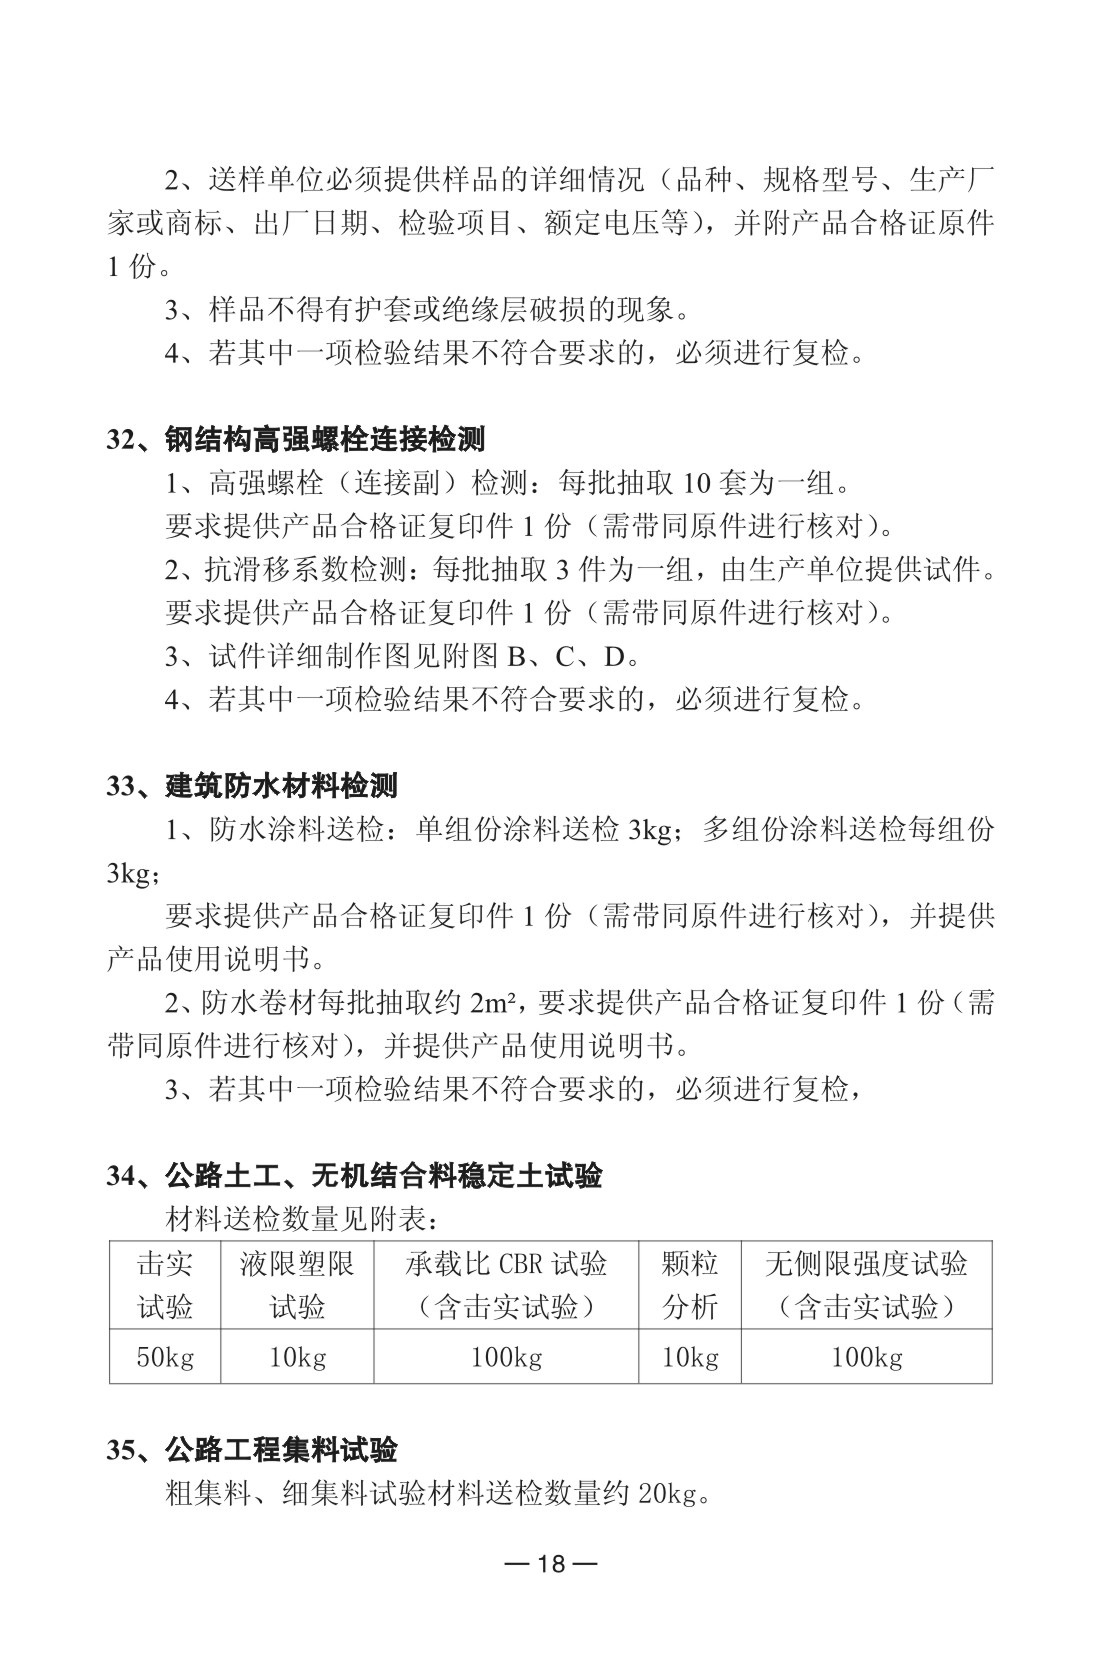 2、送样单位必须提供样品的详细情况（品种、规格型号、生产厂
家或商标、出厂日期、检验项目、额定电压等），并附产品合格证原件
1 份。
3、样品不得有护套或绝缘层破损的现象。
4、若其中一项检验结果不符合要求的，必须进行复检。
32、钢结构高强螺栓连接检测
1、高强螺栓（连接副）检测：每批抽取 10 套为一组。
要求提供产品合格证复印件 1 份（需带同原件进行核对）。
2、抗滑移系数检测：每批抽取 3 件为一组，由生产单位提供试件。
要求提供产品合格证复印件 1 份（需带同原件进行核对）。
3、试件详细制作图见附图 B、C、D。
4、若其中一项检验结果不符合要求的，必须进行复检。
33、建筑防水材料检测
1、防水涂料送检：单组份涂料送检 3kg；多组份涂料送检每组份
3kg；
要求提供产品合格证复印件 1 份（需带同原件进行核对），并提供
产品使用说明书。
2、防水卷材每批抽取约 2m²，要求提供产品合格证复印件 1 份（需
带同原件进行核对），并提供产品使用说明书。
3、若其中一项检验结果不符合要求的，必须进行复检，
34、公路土工、无机结合料稳定土试验
材料送检数量见附表：
击实 液限塑限 承载比 CBR 试验 颗粒 无侧限强度试验
试验 试验 （含击实试验） 分析 （含击实试验）
50kg 10kg 100kg 10kg 100kg
35、公路工程集料试验
粗集料、细集料试验材料送检数量约 20kg。
— 18 —